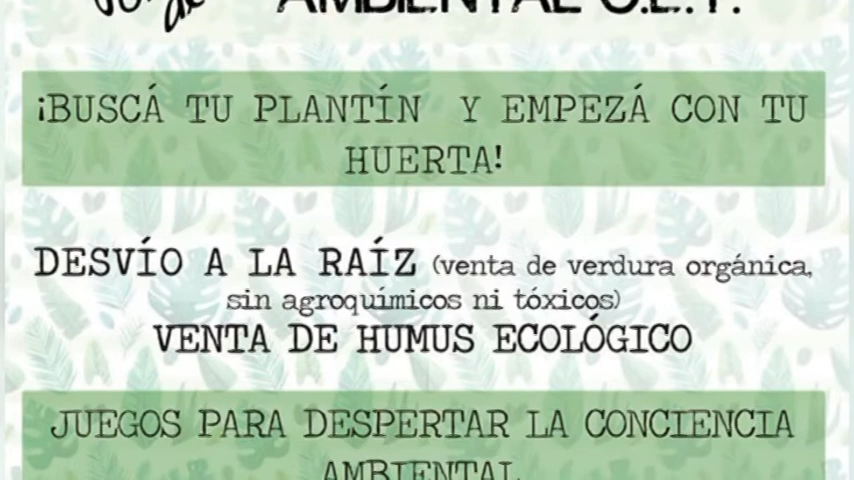 AMBIENTAL
¡BUSCÁ TU PLANTÍN Y EMPEZÁ CON TU
HUERTA!
DESVÍO A LA RAÍZ (venta de verdura orgánica,
sin agroquímicos ni tóxicos)
VENTA DE HUMUS ECOLÓGICO
JUEGOS PARA DESPERTAR LA CONCIENCIA
AMBIENTAL